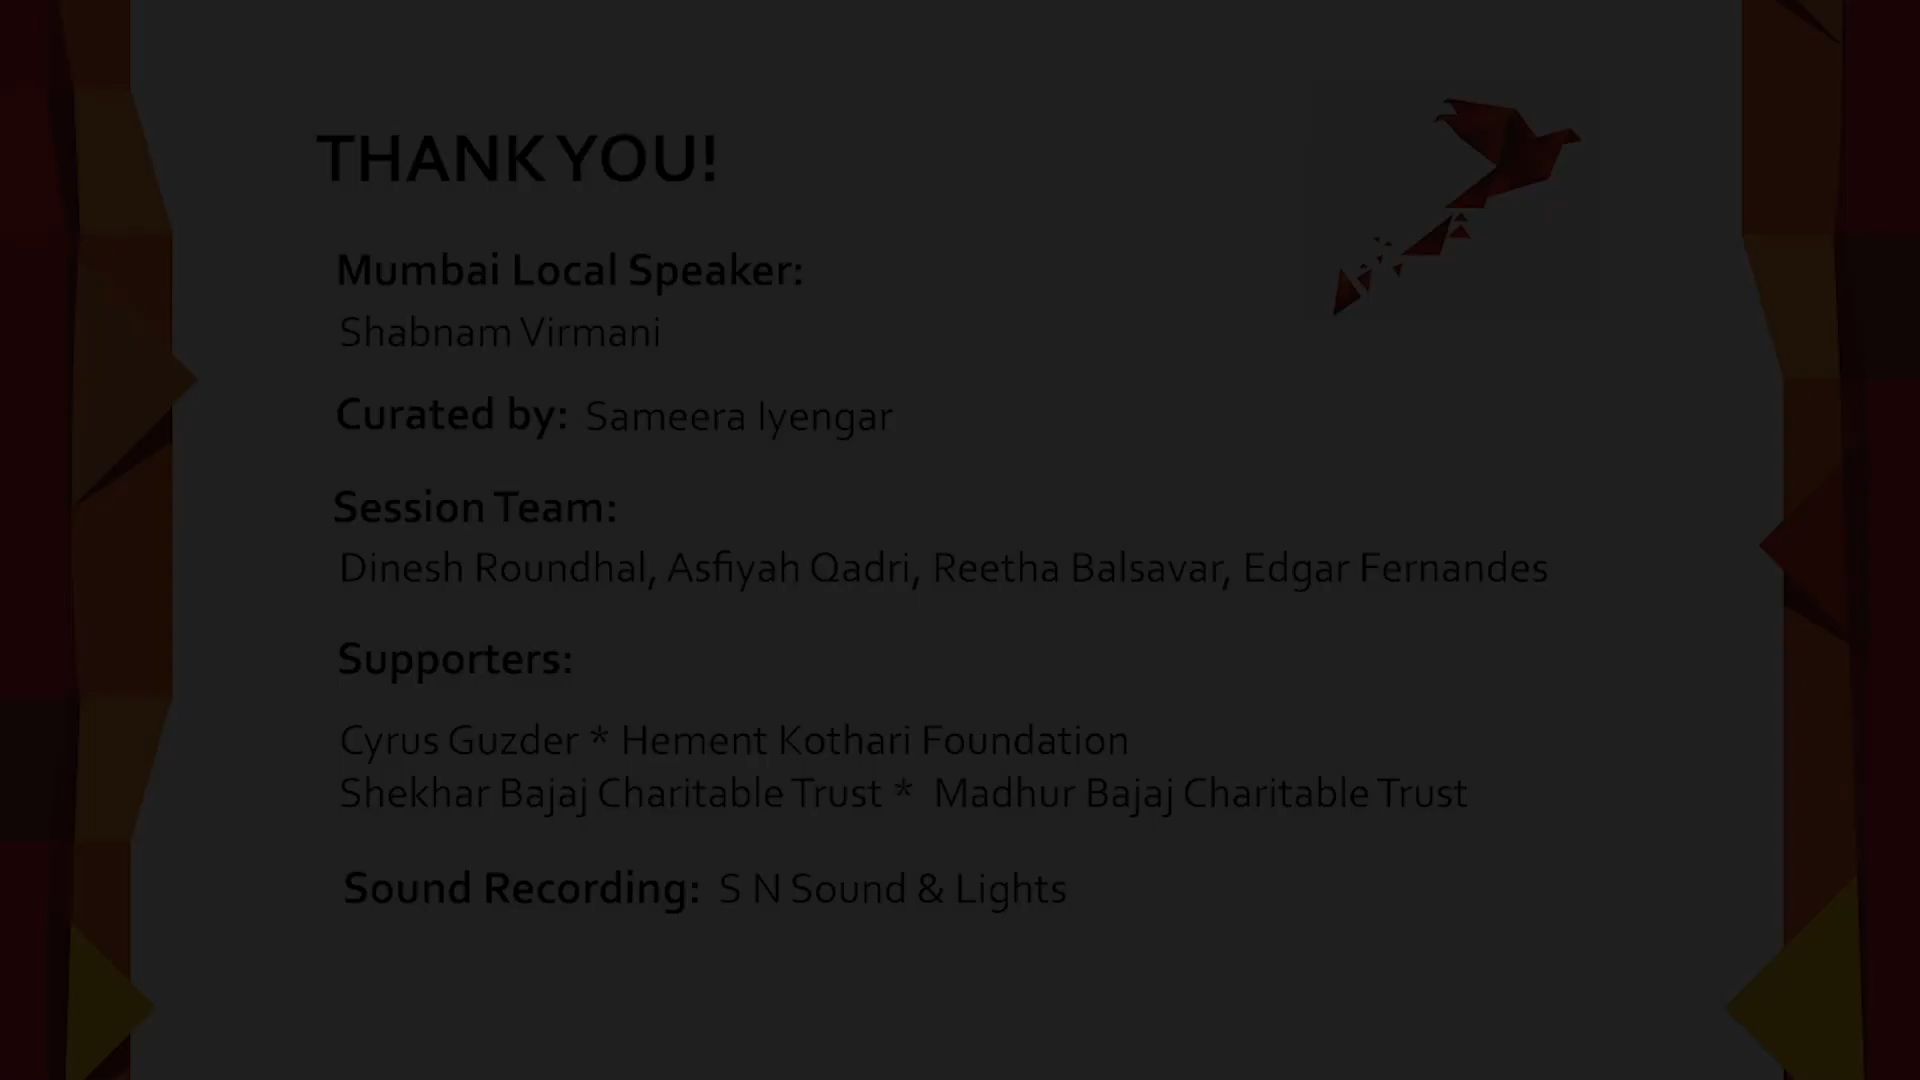 THANK YOU!
Mumbai Local Speaker:
Shabnam Virmani
Curated by: Sameera Iyengar
Session Team:
Dinesh Roundhal, Asfiyah Qadri, Reetha Balsavar, Edgar Fernandes
Supporters:
Cyrus Guzder * Hement Kothari Foundation
Shekhar Bajaj Charitable Trust * Madhur Bajaj Charitable Trust
Sound Recording: S N Sound & Lights